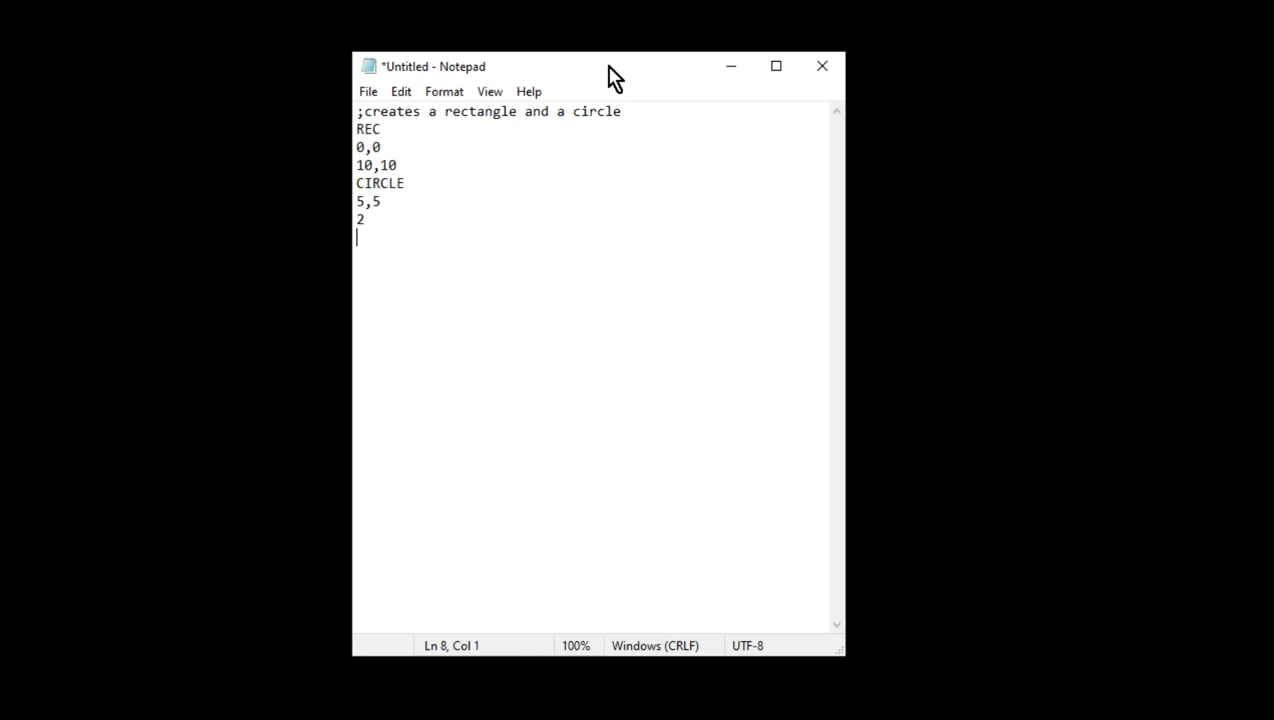 *Untitled - Notepad
File Edit Format View Help
;creates a rectangle and a circle
REC
0,0
10,10
CIRCLE
5,5
2
Ln 8, Col 1 100% Windows (CRLF) UTF-8